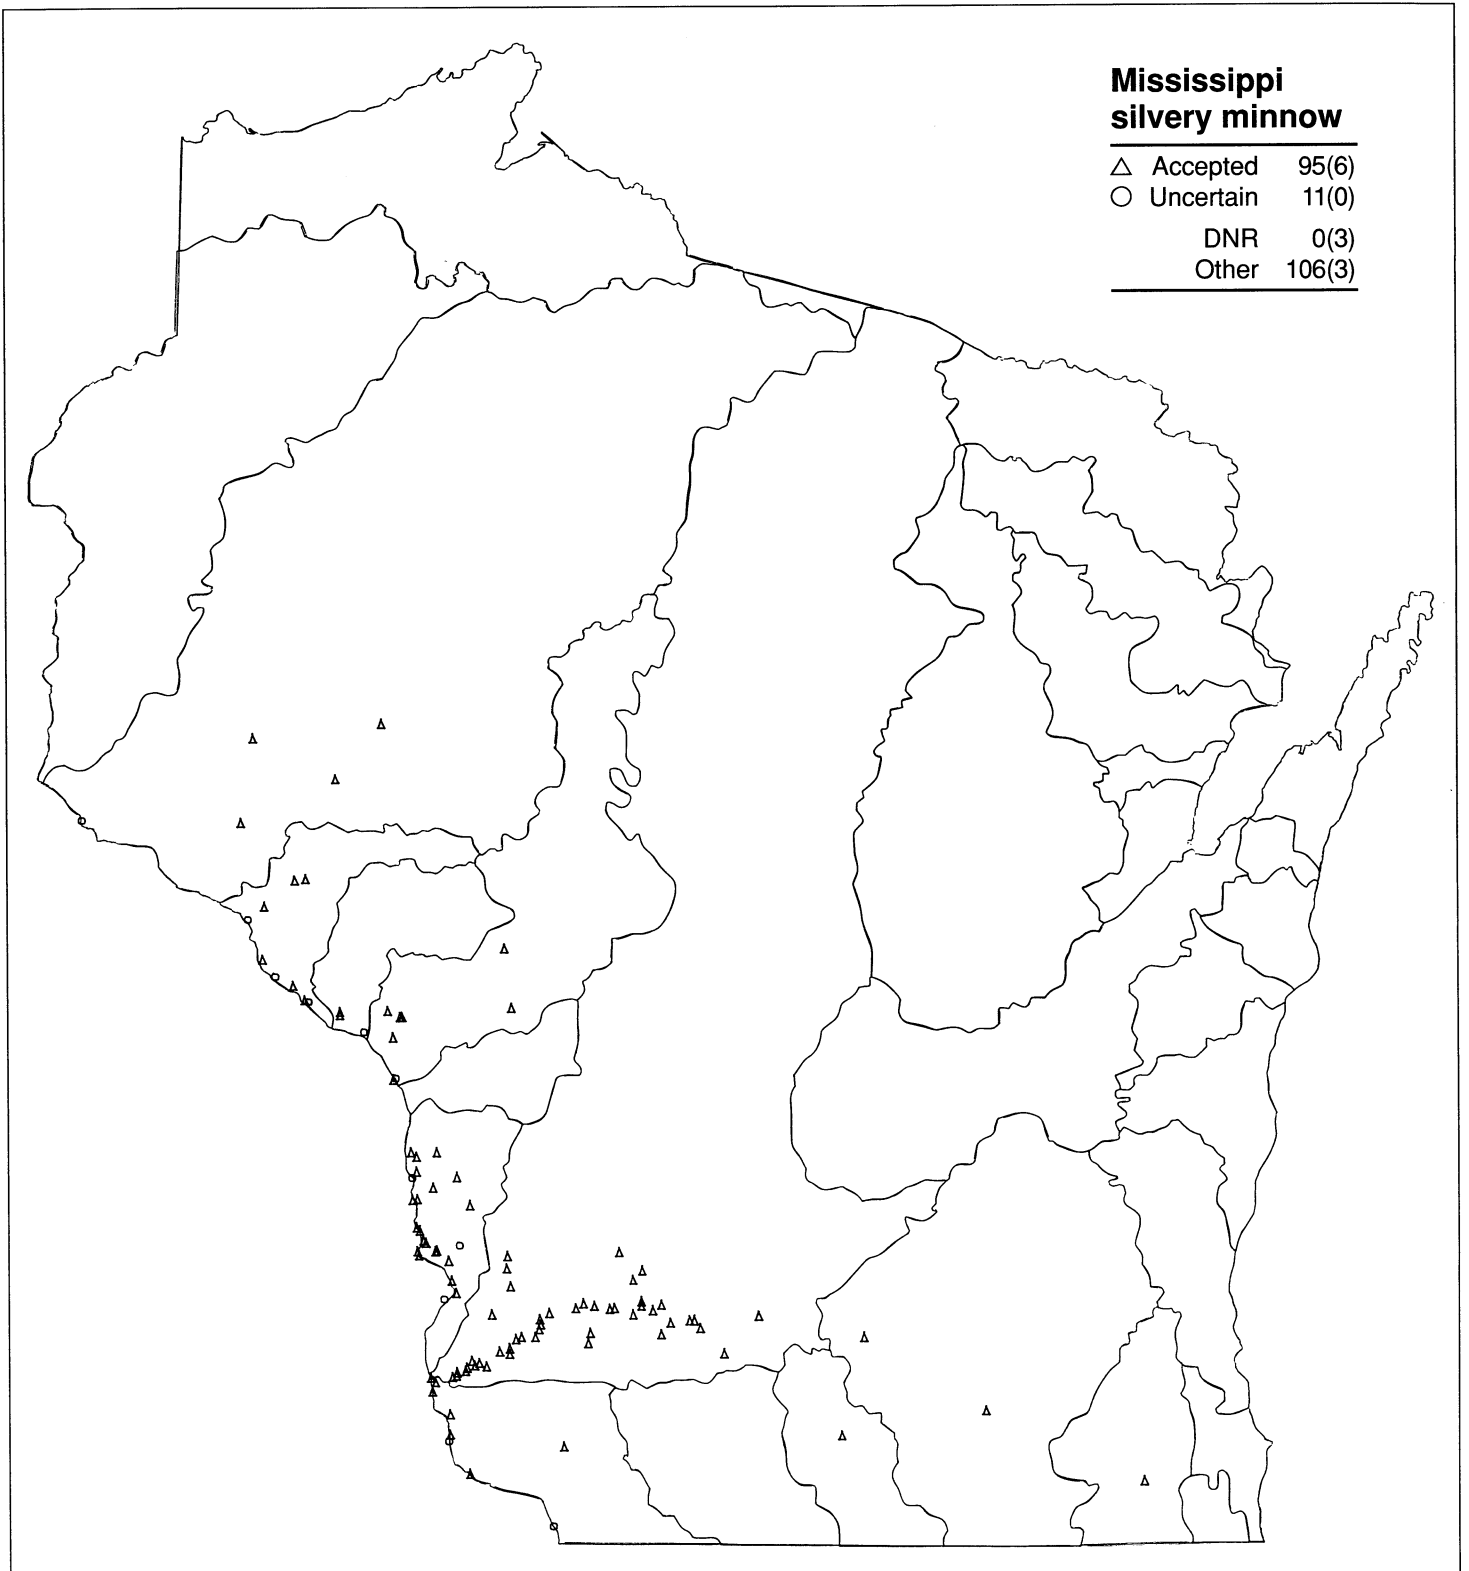 Mississippi
silvery minnow
△ Accepted 95(6)
○ Uncertain 11(0)
DNR 0(3)
Other 106(3)